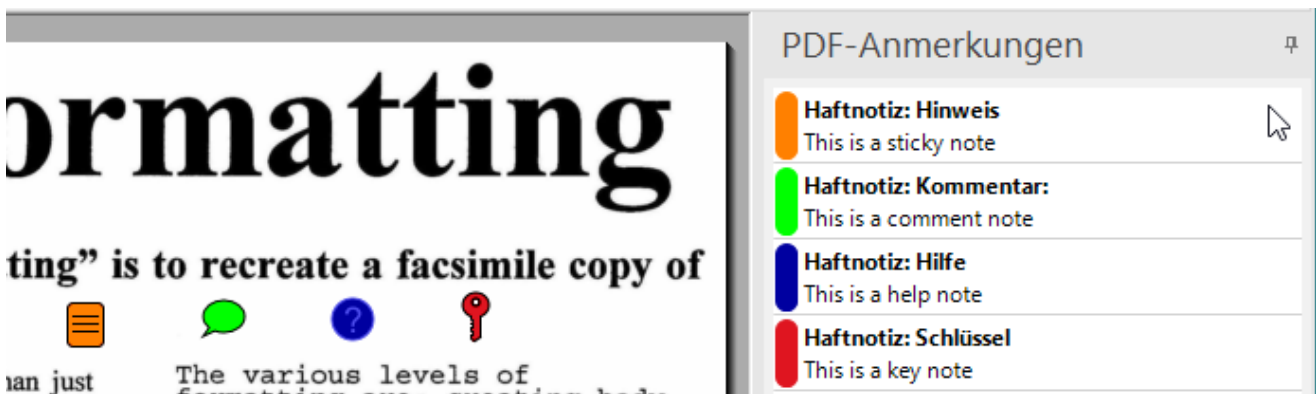 ormatting
ting” is to recreate a facsimile copy of
?
han just
The various levels of
PDF-Anmerkungen
Haftnotiz: Hinweis
This is a sticky note
Haftnotiz: Kommentar:
This is a comment note
Haftnotiz: Hilfe
This is a help note
Haftnotiz: Schlüssel
This is a key note